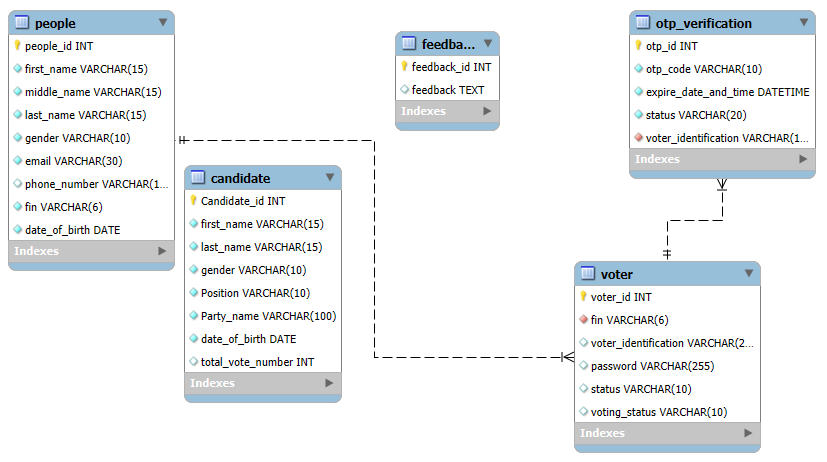 people
people_id INT
first_name VARCHAR(15)
middle_name VARCHAR(15)
last_name VARCHAR(15)
gender VARCHAR(10)
email VARCHAR(30)
phone_number VARCHAR(1...
fin VARCHAR(6)
date_of_birth DATE
Indexes
candidate
Candidate_id INT
first_name VARCHAR(15)
last_name VARCHAR(15)
gender VARCHAR(10)
Position VARCHAR(10)
Party_name VARCHAR(100)
date_of_birth DATE
total_vote_number INT
Indexes
feedba...
feedback_id INT
feedback TEXT
Indexes
otp_verification
otp_id INT
otp_code VARCHAR(10)
expire_date_and_time DATETIME
status VARCHAR(20)
voter_identification VARCHAR(1...
Indexes
voter
voter_id INT
fin VARCHAR(6)
voter_identification VARCHAR(2...
password VARCHAR(255)
status VARCHAR(10)
voting_status VARCHAR(10)
Indexes